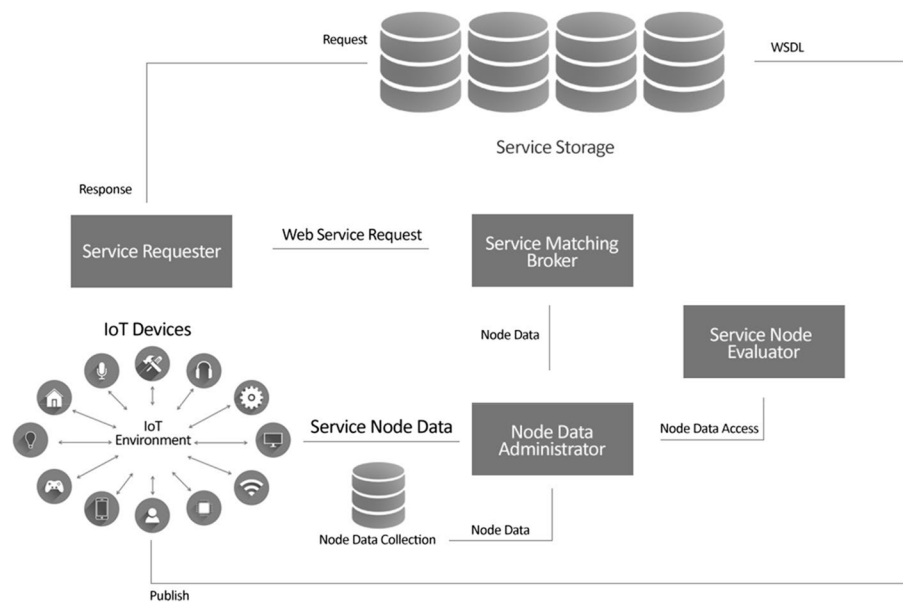 Request
WSDL
Service Storage
Response
Service Requester
Web Service Request
Service Matching
Broker
IoT Devices
Node Data
Service Node
Evaluator
IoT
Environment
Service Node Data
Node Data
Administrator
Node Data Access
Node Data Collection
Node Data
Publish